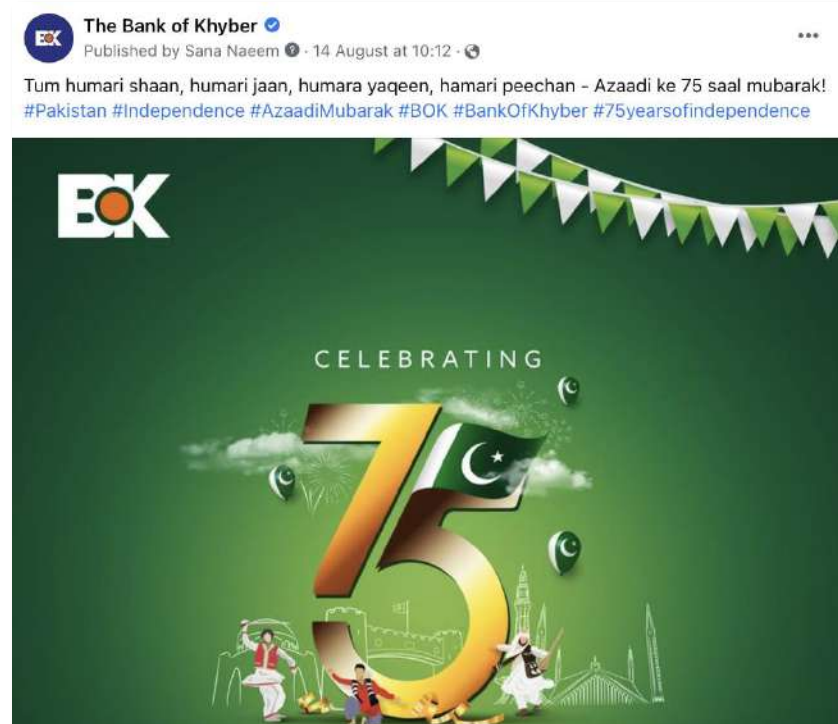 BOK
The Bank of Khyber
Published by Sana Naeem · 14 August at 10:12 ·
Tum humari shaan, humari jaan, humara yaqeen, hamari peechan - Azaadi ke 75 saal mubarak!
#Pakistan #Independence #AzaadiMubarak #BOK #BankOfKhyber #75yearsofindependence
BOK
CELEBRATING
75